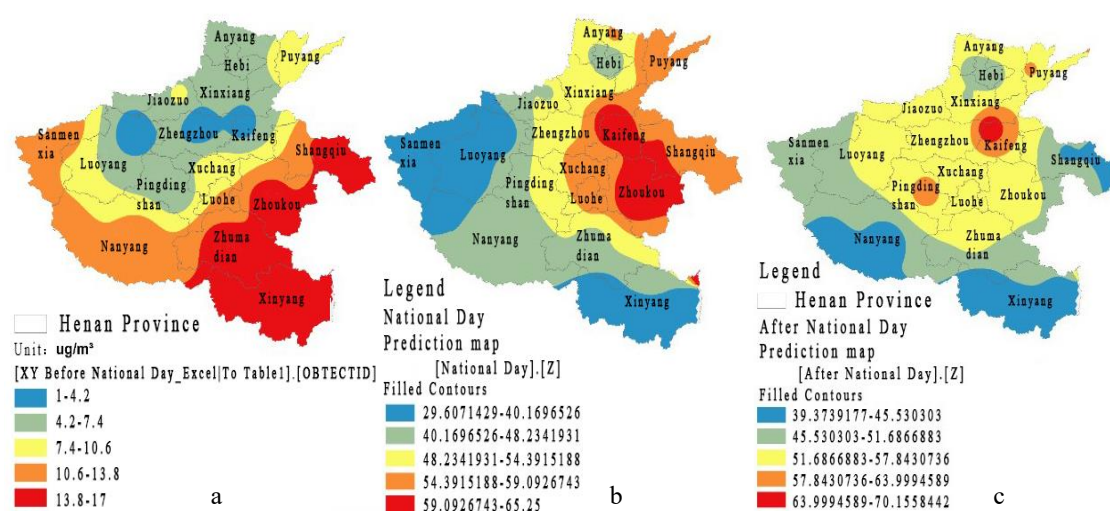 Anyang
Puyang
Hebi
Xinxiang
Jiaozuo
Sanmen
xia
Zhengzhou
Kaifeng
Luoyang
Shangqiu
Xuchang
Pingding
shan
Luohe
Zhoukou
Nanyang
Zhuma
dian
Xinyang
Henan Province
Unit: ug/m³
[XY Before National Day_Excel|To Table1].[OBTECTID]
1-4.2
4.2-7.4
7.4-10.6
10.6-13.8
13.8-17
a
Anyang
Puyang
Hebi
Jiaozuo
Xinxiang
Sanmen
xia
Luoyang
Zhengzhou
Kaifeng
Shangqiu
Xuchang
Pingding
shan
Luohe
Zhoukou
Nanyang
Zhuma
dian
Xinyang
Legend
National Day
Prediction map
[National Day].[Z]
Filled Contours
29.6071429-40.1696526
40.1696526-48.2341931
48.2341931-54.3915188
54.3915188-59.0926743
59.0926743-65.25
b
Anyang
Puyang
Hebi
Xinxiang
Jiaozuo
Sanmen
xia
Luoyang
Zhengzhou
Kaifeng
Shangqiu
Xuchang
Pingding
shan
Luohe
Zhoukou
Nanyang
Zhuma
dian
Xinyang
Legend
Henan Province
After National Day
Prediction map
[After National Day].[Z]
Filled Contours
39.3739177-45.530303
45.530303-51.6866883
51.6866883-57.8430736
57.8430736-63.9994589
63.9994589-70.1558442
c